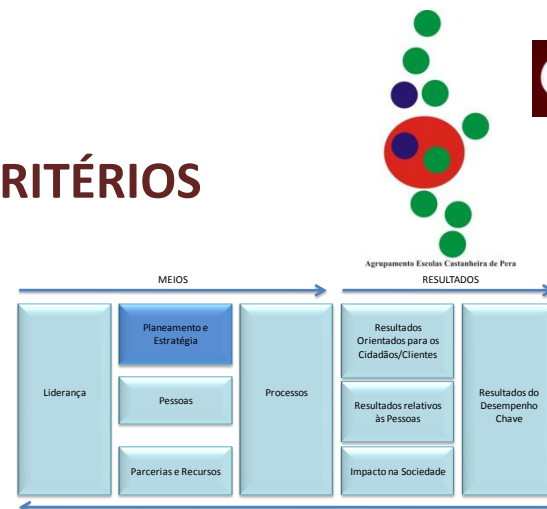 RITÉRIOS
Agrupamento Escolas Castanheira de Pera
MEIOS
RESULTADOS
Liderança
Planeamento e
Estratégia
Pessoas
Parcerias e Recursos
Processos
Resultados
Orientados para os
Cidadãos/Clientes
Resultados relativos
às Pessoas
Impacto na Sociedade
Resultados do
Desempenho
Chave